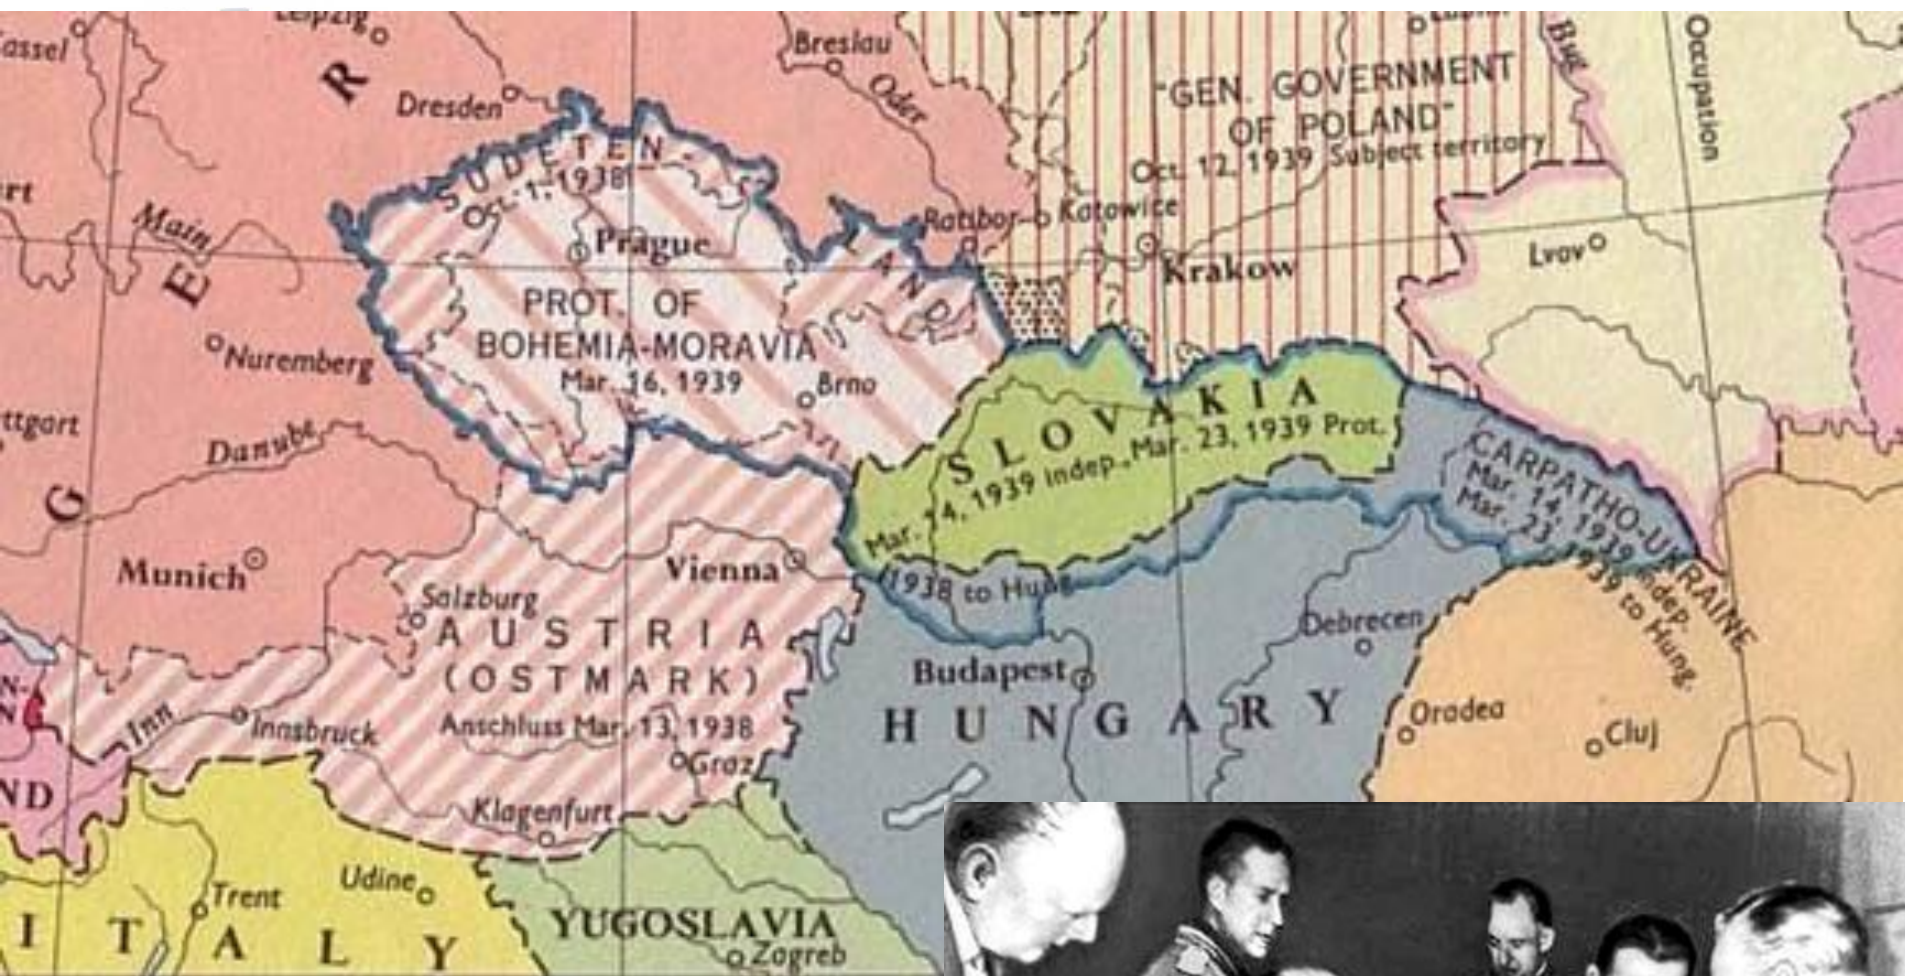 Leipzig
assel
R
Dresden
Breslau
Oder
"GEN. GOVERNMENT
OF POLAND"
Oct. 12, 1939 Subject territory
Bug
Occupation
SUDETEN-
LAND
Oct. 1, 1938
rt
Main
E
Prague
Ratibor
Katowice
Krakow
Lvov
PROT. OF
BOHEMIA-MORAVIA
Mar. 16, 1939
Brno
Nuremberg
ttgart
Danube
G
SLOVAKIA
Mar. 14, 1939 indep., Mar. 23, 1939 Prot.
CARPATHO-UKRAINE
Mar. 14, 1939 indep.
Mar. 23, 1939 to Hung.
Munich
Vienna
1938 to Hung.
Salzburg
AUSTRIA
(OSTMARK)
Anschluss Mar. 13, 1938
Debrecen
Budapest
HUNGARY
Oradea
Cluj
N-
N
Inn
Innsbruck
Graz
ND
Klagenfurt
Trent
Udine
ITALY
YUGOSLAVIA
Zagreb